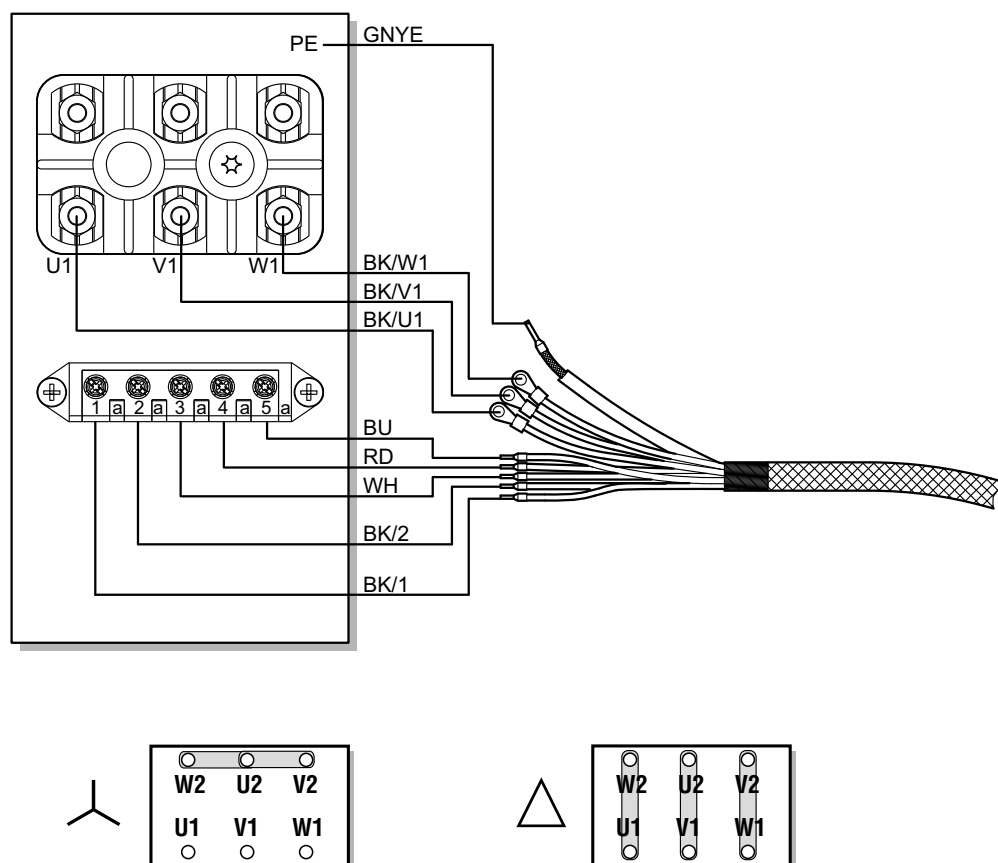 PE GNYE
U1 V1 W1
BK/W1
BK/V1
BK/U1
1 a 2 a 3 a 4 a 5 a
BU
RD
WH
BK/2
BK/1
W2 U2 V2
U1 V1 W1
W2 U2 V2
U1 V1 W1